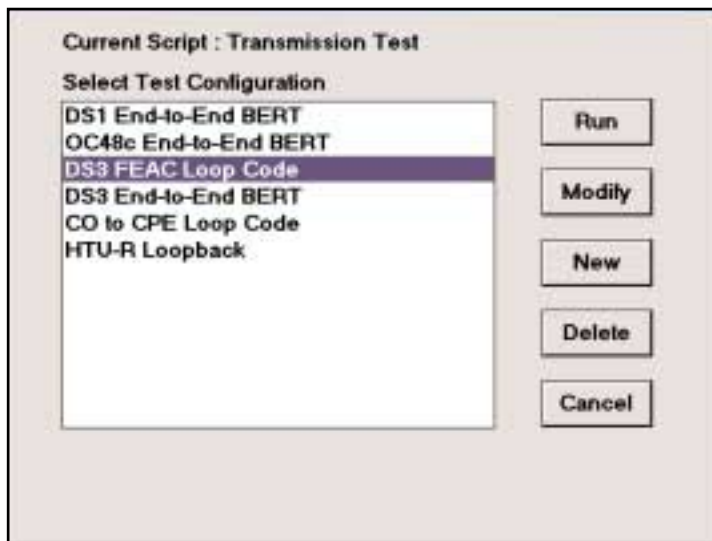 Current Script : Transmission Test
Select Test Configuration
DS1 End-to-End BERT
OC48c End-to-End BERT
DS3 FEAC Loop Code
DS3 End-to-End BERT
CO to CPE Loop Code
HTU-R Loopback
Run
Modify
New
Delete
Cancel